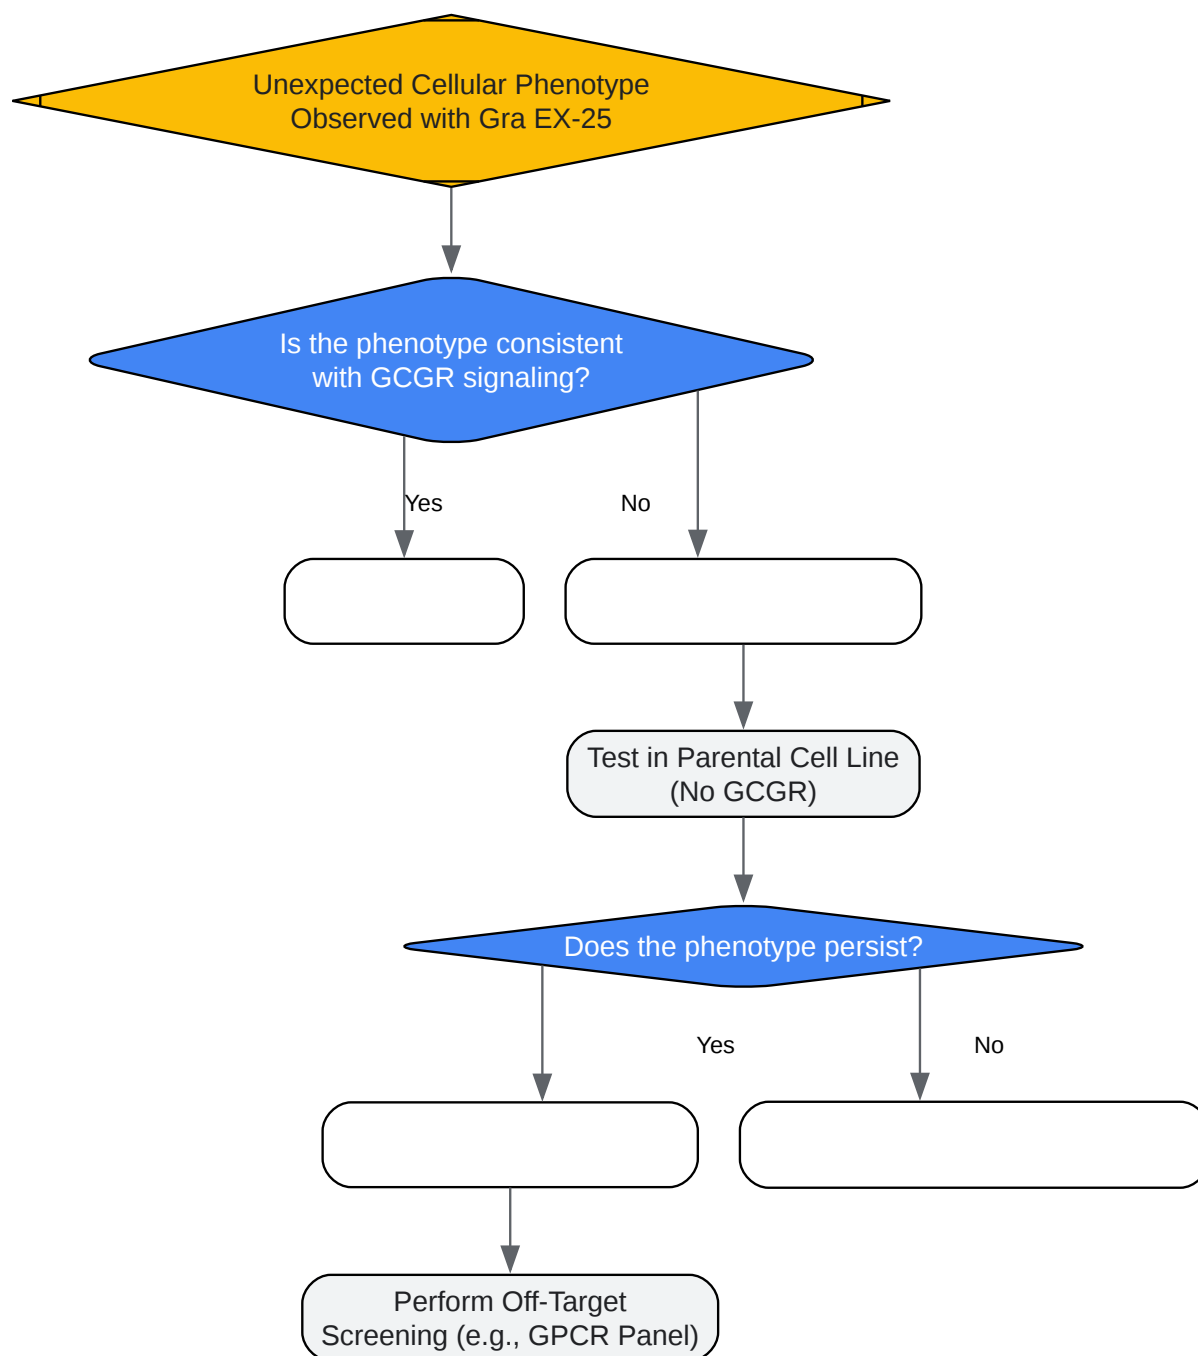 Unexpected Cellular Phenotype
Observed with Gra EX-25
Is the phenotype consistent
with GCGR signaling?
Yes
No
Test in Parental Cell Line
(No GCGR)
Does the phenotype persist?
Yes
No
Perform Off-Target
Screening (e.g., GPCR Panel)